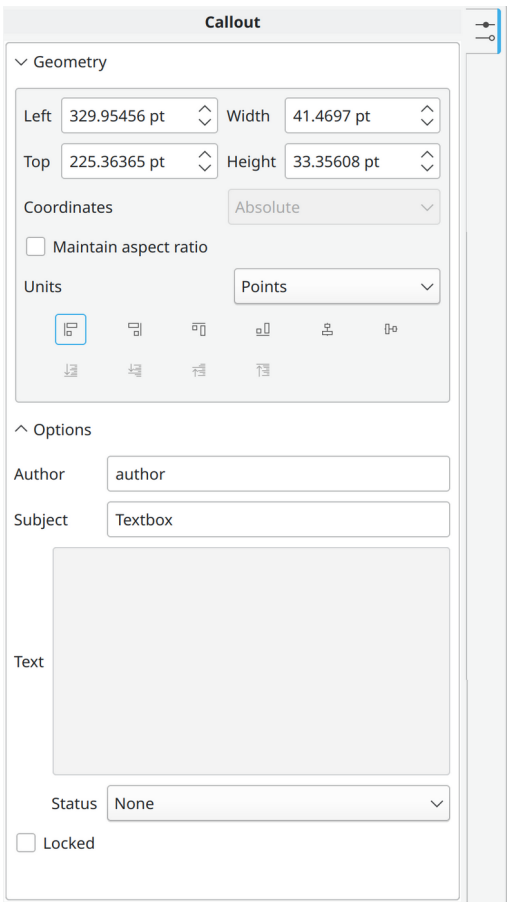 Callout
Geometry
Left 329.95456 pt Width 41.4697 pt
Top 225.36365 pt Height 33.35608 pt
Coordinates Absolute
Maintain aspect ratio
Units Points
Options
Author author
Subject Textbox
Text
Status None
Locked